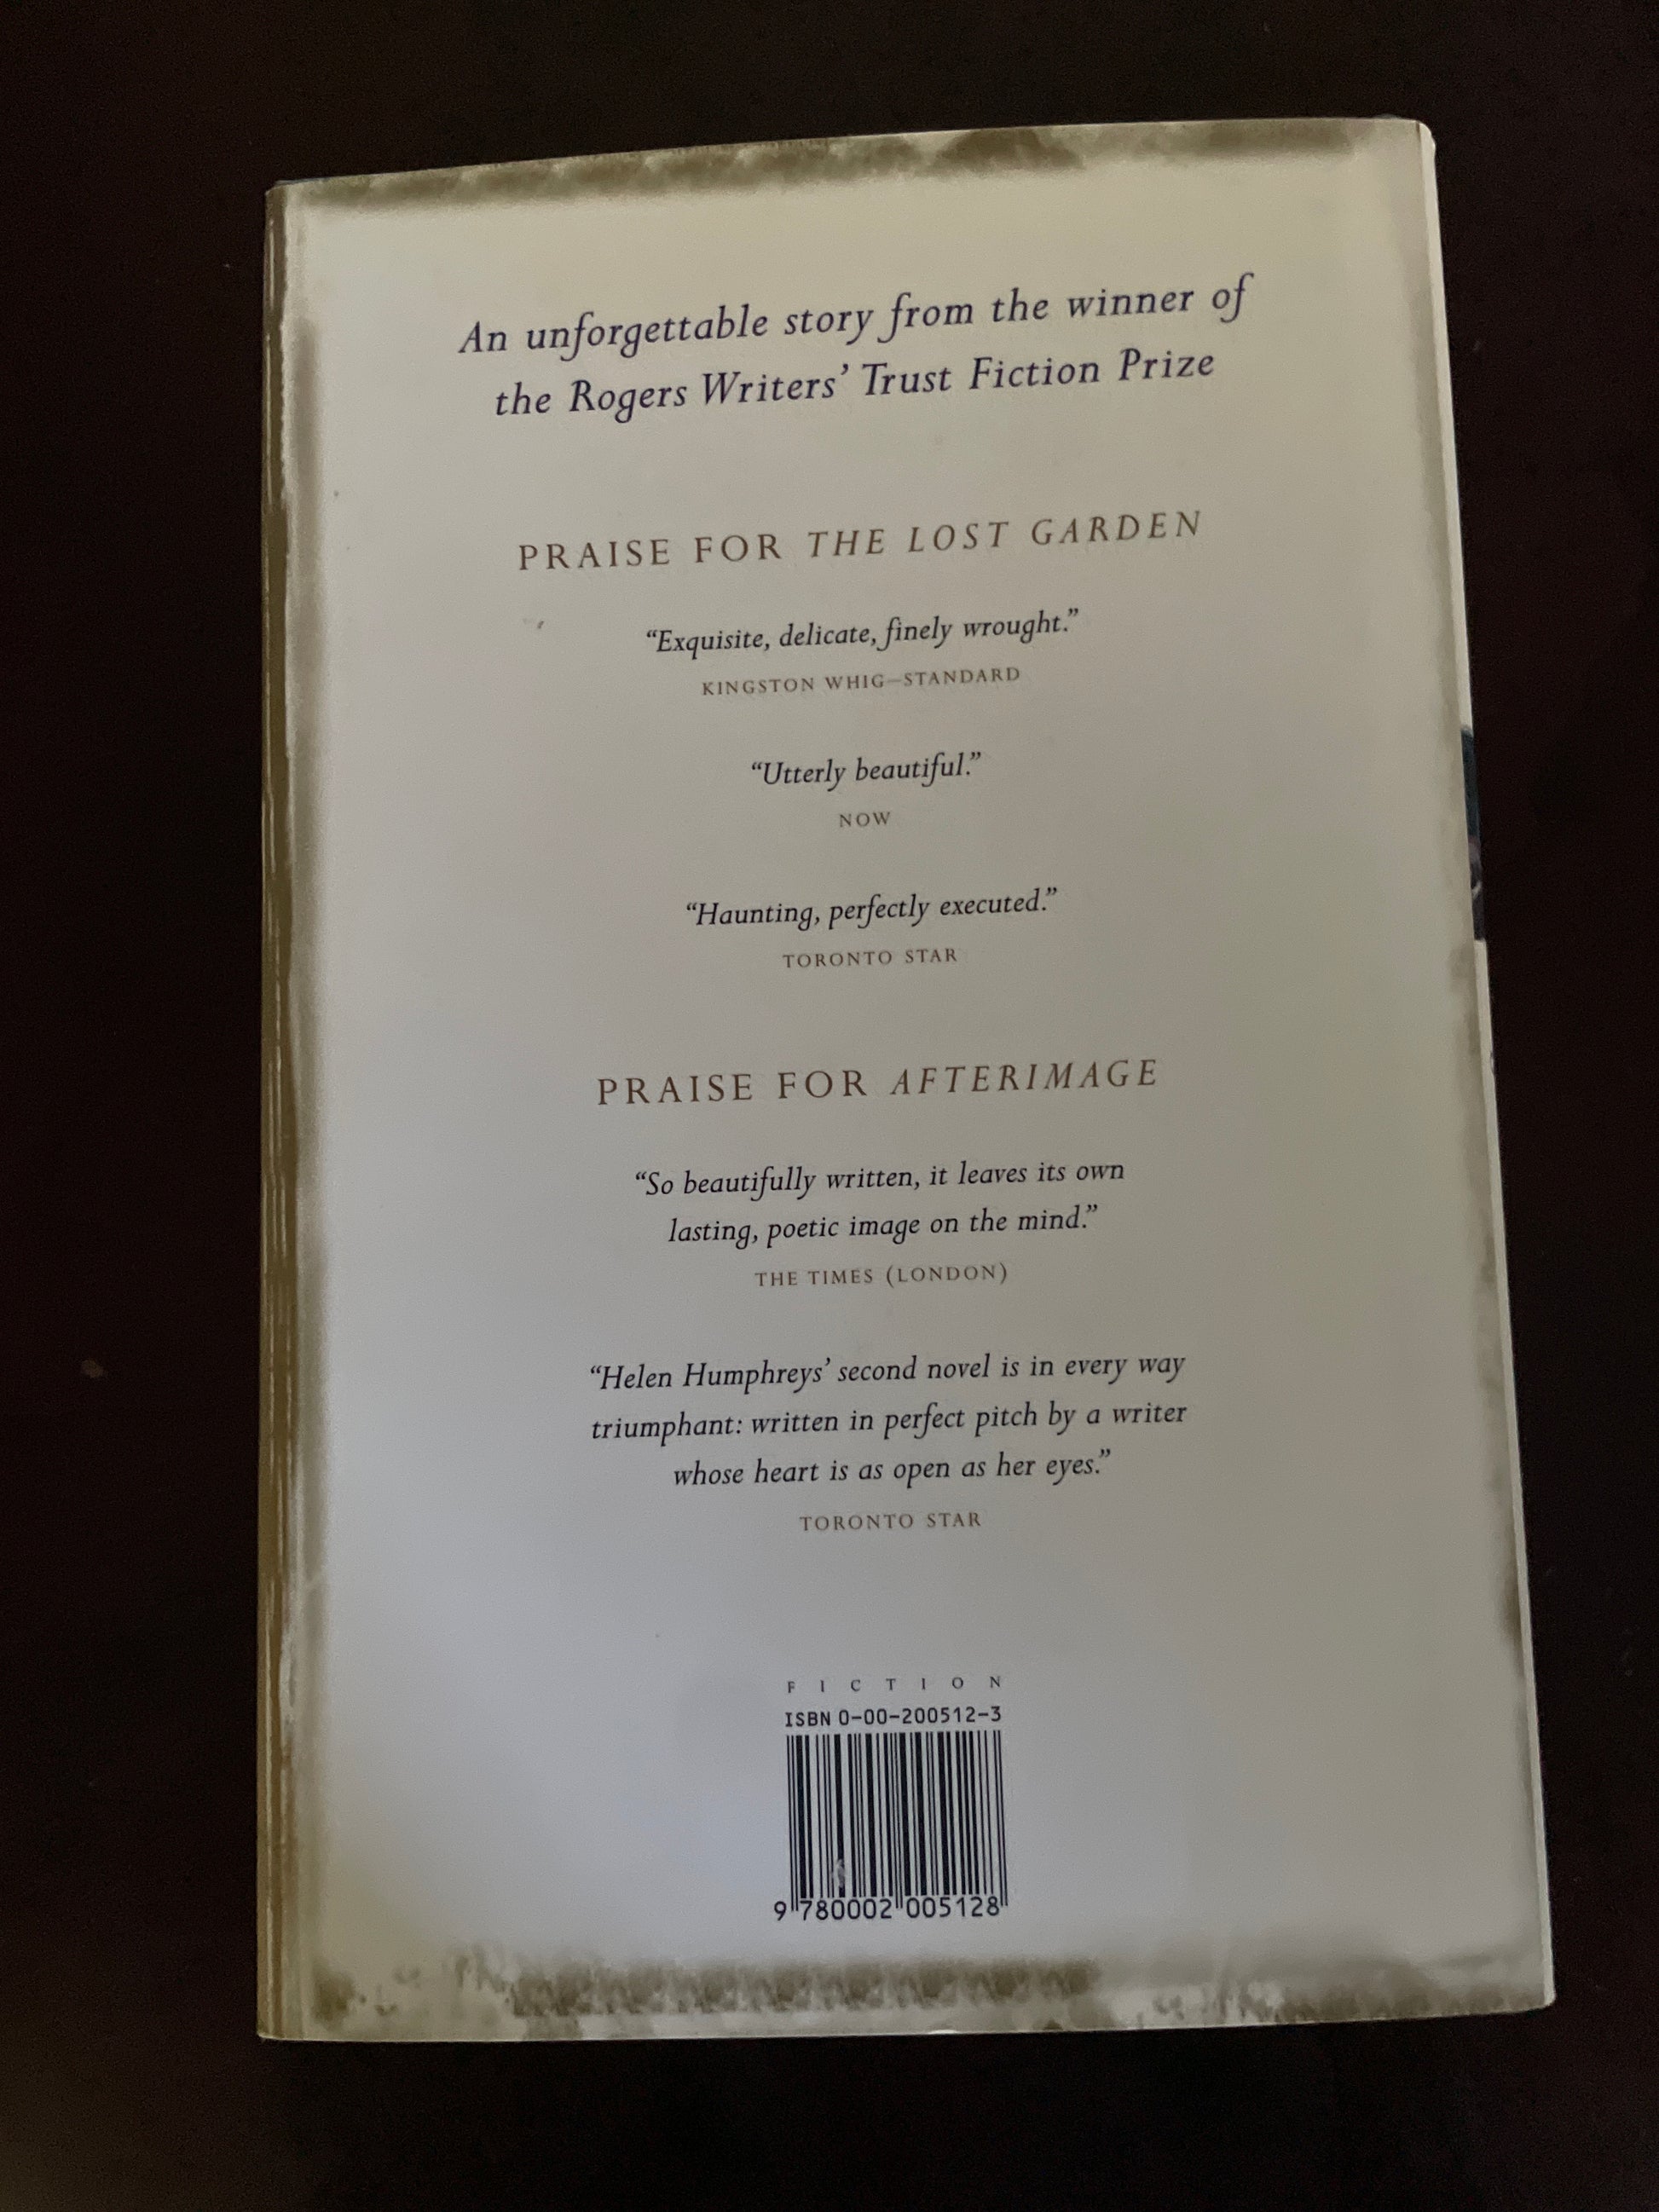 An unforgettable story from the winner of
the Rogers Writers’ Trust Fiction Prize
PRAISE FOR THE LOST GARDEN
“Exquisite, delicate, finely wrought.”
KINGSTON WHIG–STANDARD
“Utterly beautiful.”
NOW
“Haunting, perfectly executed.”
TORONTO STAR
PRAISE FOR AFTERIMAGE
“So beautifully written, it leaves its own
lasting, poetic image on the mind.”
THE TIMES (LONDON)
“Helen Humphreys’ second novel is in every way
triumphant: written in perfect pitch by a writer
whose heart is as open as her eyes.”
TORONTO STAR
FICTION
ISBN 0-00-200512-3
9 780002 005128